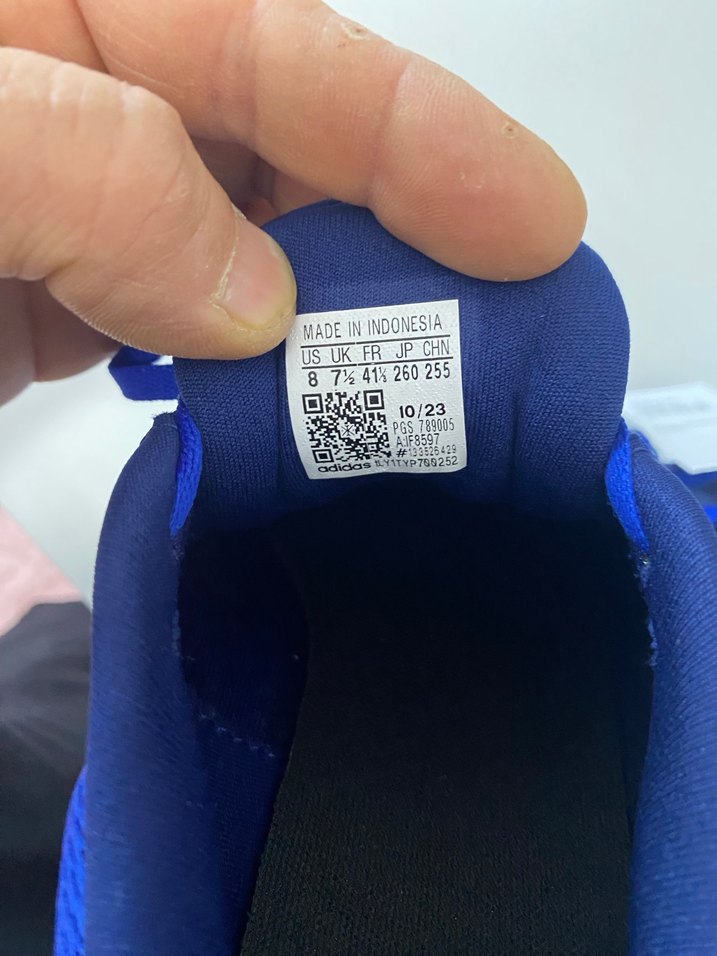 MADE IN INDONESIA
US UK FR JP CHN
8 7½ 41⅓ 260 255
10/23
PGS 789005
A:IF8597
#133526429
adidas